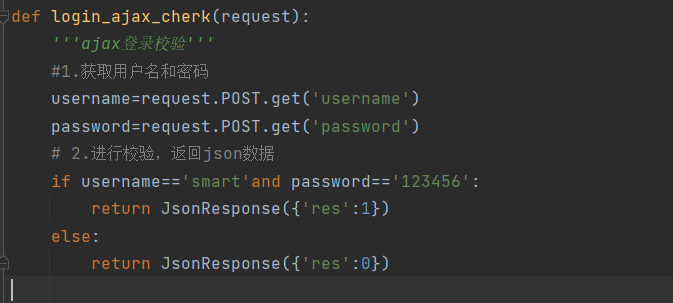 def login_ajax_cherk(request):
    '''ajax登录校验'''
    #1.获取用户名和密码
    username=request.POST.get('username')
    password=request.POST.get('password')
    # 2.进行校验，返回json数据
    if username=='smart'and password=='123456':
        return JsonResponse({'res':1})
    else:
        return JsonResponse({'res':0})